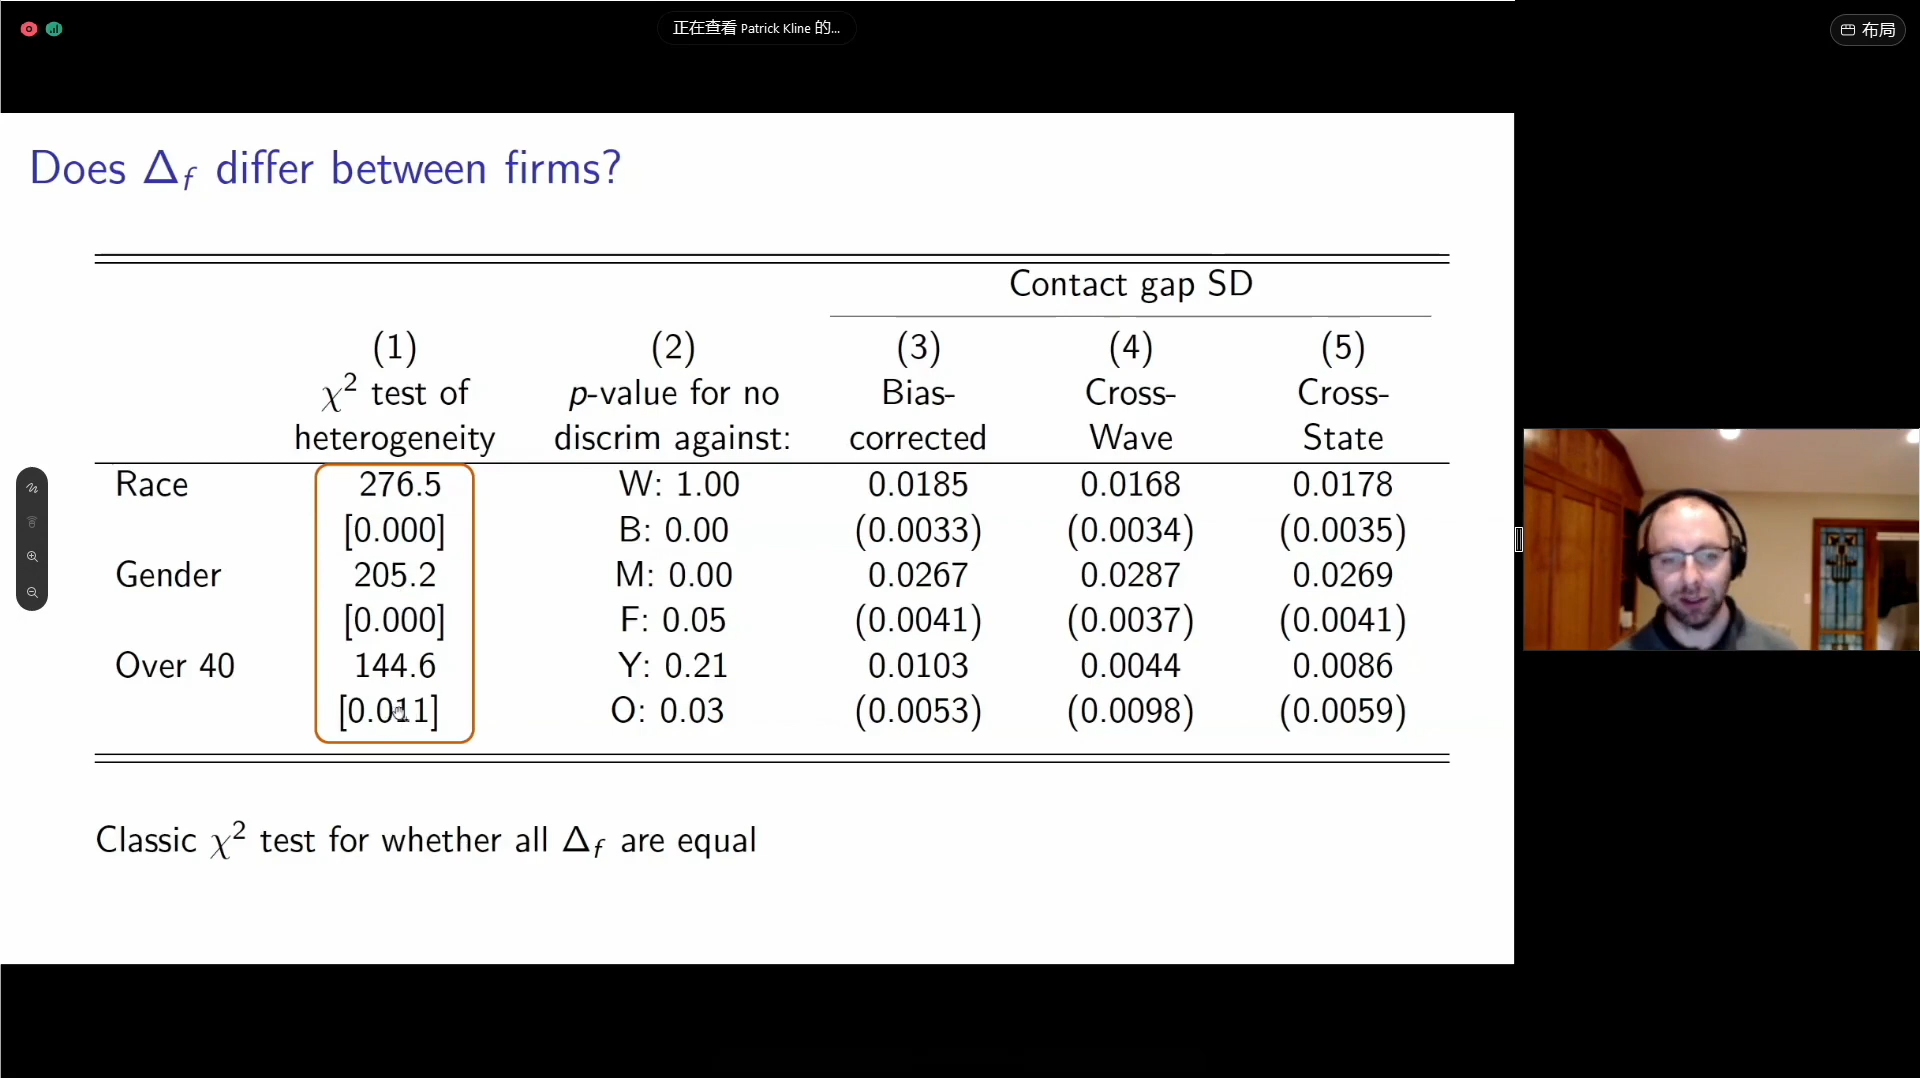 正在查看 Patrick Kline 的...
布局
Does Δf differ between firms?
Contact gap SD
(1) (2) (3) (4) (5)
χ² test of p-value for no Bias- Cross- Cross-
heterogeneity discrim against: corrected Wave State
Race 276.5 W: 1.00 0.0185 0.0168 0.0178
[0.000] B: 0.00 (0.0033) (0.0034) (0.0035)
Gender 205.2 M: 0.00 0.0267 0.0287 0.0269
[0.000] F: 0.05 (0.0041) (0.0037) (0.0041)
Over 40 144.6 Y: 0.21 0.0103 0.0044 0.0086
[0.011] O: 0.03 (0.0053) (0.0098) (0.0059)
Classic χ² test for whether all Δf are equal